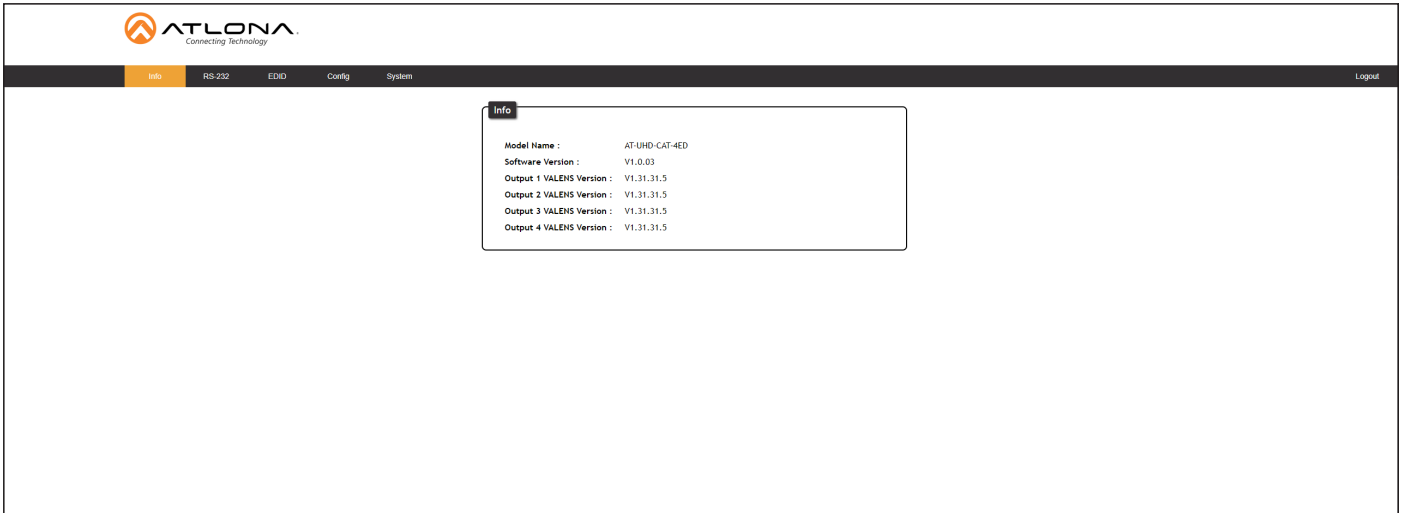 ATLONA.
Connecting Technology
Info RS-232 EDID Config System Logout
Info
Model Name : AT-UHD-CAT-4ED
Software Version : V1.0.03
Output 1 VALENS Version : V1.31.31.5
Output 2 VALENS Version : V1.31.31.5
Output 3 VALENS Version : V1.31.31.5
Output 4 VALENS Version : V1.31.31.5